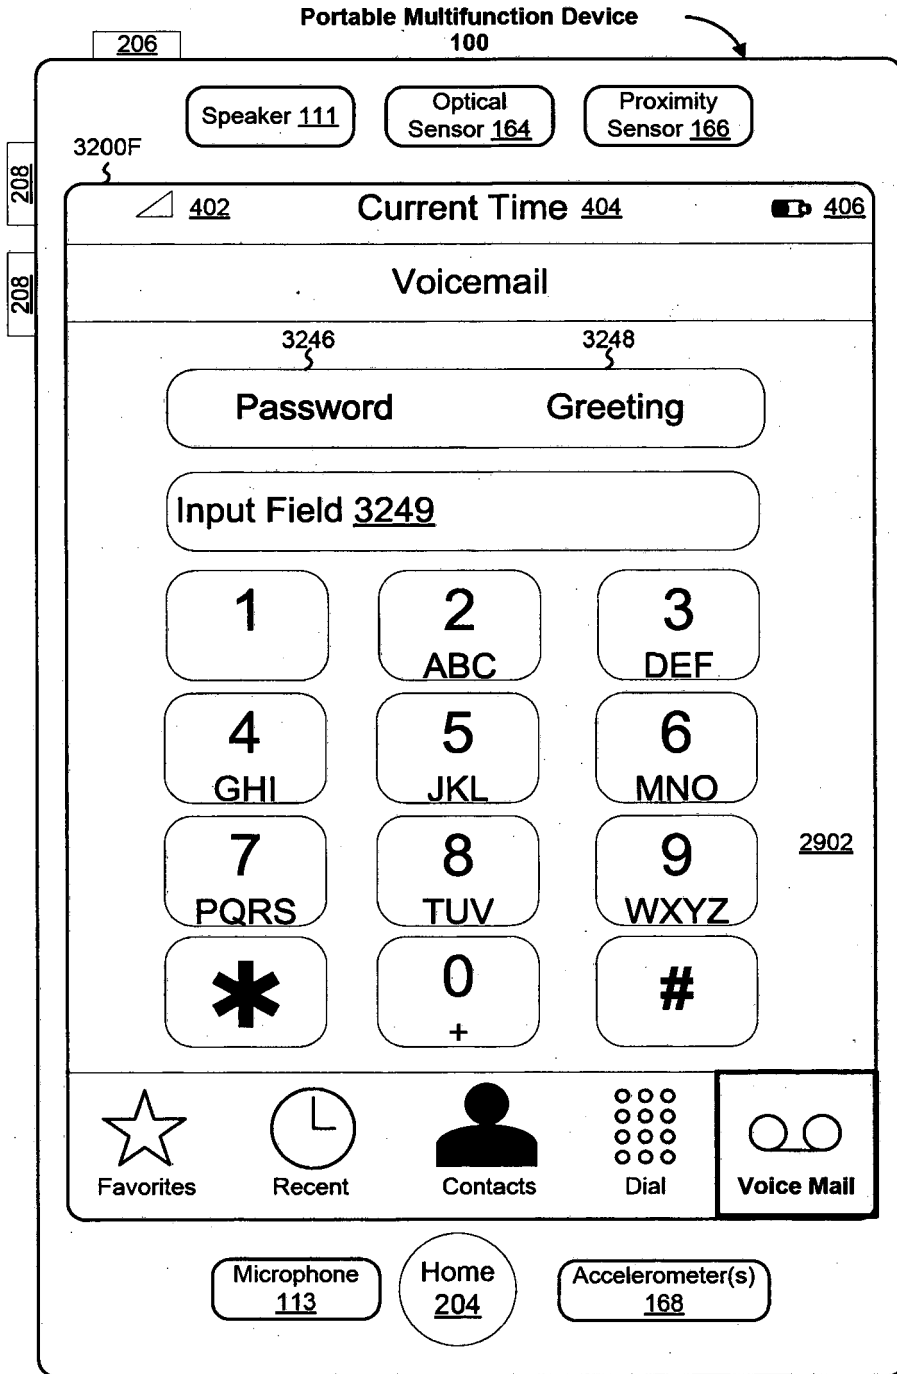 Portable Multifunction Device
100
206
Speaker 111
Optical
Sensor 164
Proximity
Sensor 166
3200F
208
208
402
Current Time 404
406
Voicemail
3246
3248
Password
Greeting
Input Field 3249
1
2
ABC
3
DEF
4
GHI
5
JKL
6
MNO
7
PQRS
8
TUV
9
WXYZ
2902
*
0
+
#
Favorites
Recent
Contacts
Dial
Voice Mail
Microphone
113
Home
204
Accelerometer(s)
168